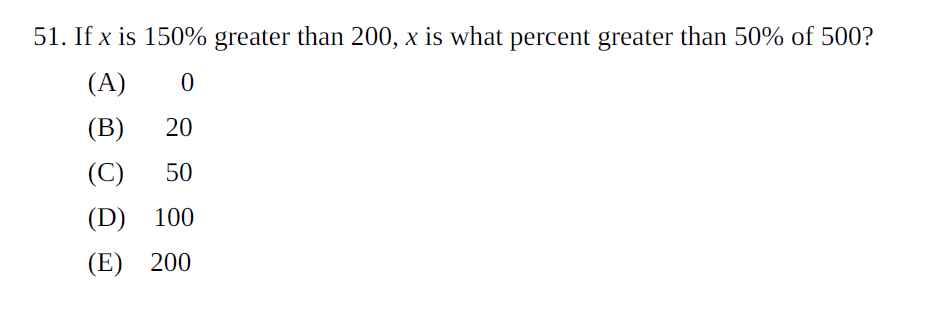 51. If x is 150% greater than 200, x is what percent greater than 50% of 500?
(A) 0
(B) 20
(C) 50
(D) 100
(E) 200